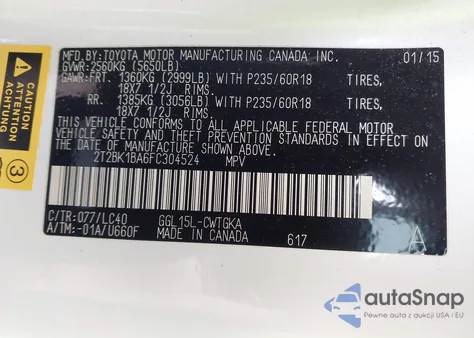 MFD. BY: TOYOTA MOTOR MANUFACTURING CANADA INC. 01/15
GVWR: 2560KG (5650LB)
GAWR: FRT. 1360KG (2999LB) WITH P235/60R18 TIRES,
18X7 1/2J RIMS.
RR. 1385KG (3056LB) WITH P235/60R18 TIRES,
18X7 1/2J RIMS.
THIS VEHICLE CONFORMS TO ALL APPLICABLE FEDERAL MOTOR
VEHICLE SAFETY AND THEFT PREVENTION STANDARDS IN EFFECT ON
THE DATE OF MANUFACTURE SHOWN ABOVE.
2T2BK1BA6FC304524 MPV
C/TR: 077/LC40 GGL15L-CWTGKA
A/TM: -01A/U660F MADE IN CANADA 617 A
ATTENTION
ACHTUNG
3
autoSnap
Pewne auta z aukcji USA i EU